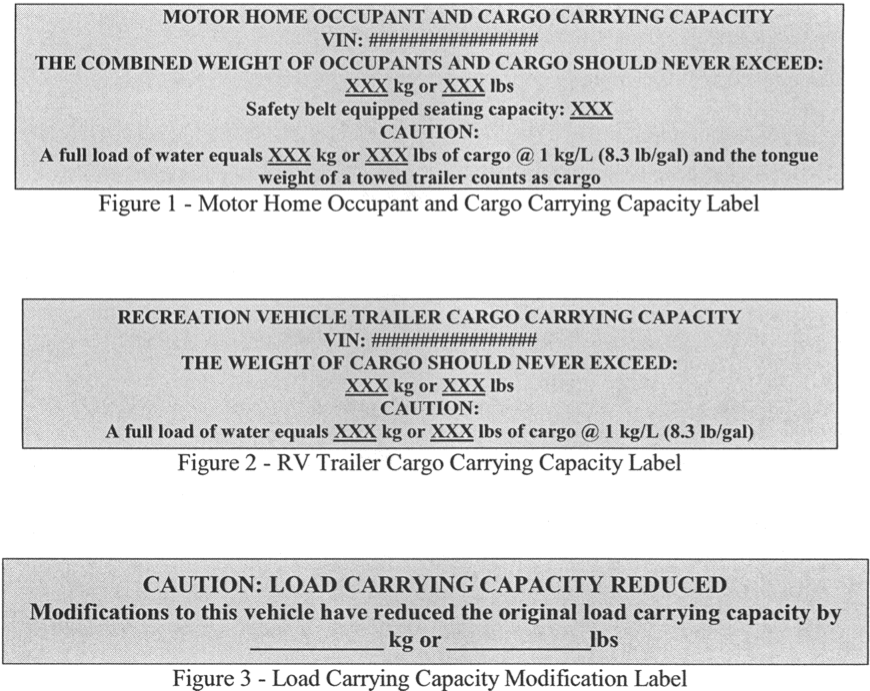 MOTOR HOME OCCUPANT AND CARGO CARRYING CAPACITY
VIN: #################
THE COMBINED WEIGHT OF OCCUPANTS AND CARGO SHOULD NEVER EXCEED:
XXX kg or XXX lbs
Safety belt equipped seating capacity: XXX
CAUTION:
A full load of water equals XXX kg or XXX lbs of cargo @ 1 kg/L (8.3 lb/gal) and the tongue
weight of a towed trailer counts as cargo
Figure 1 - Motor Home Occupant and Cargo Carrying Capacity Label
RECREATION VEHICLE TRAILER CARGO CARRYING CAPACITY
VIN: #################
THE WEIGHT OF CARGO SHOULD NEVER EXCEED:
XXX kg or XXX lbs
CAUTION:
A full load of water equals XXX kg or XXX lbs of cargo @ 1 kg/L (8.3 lb/gal)
Figure 2 - RV Trailer Cargo Carrying Capacity Label
CAUTION: LOAD CARRYING CAPACITY REDUCED
Modifications to this vehicle have reduced the original load carrying capacity by
____________ kg or _____________lbs
Figure 3 - Load Carrying Capacity Modification Label